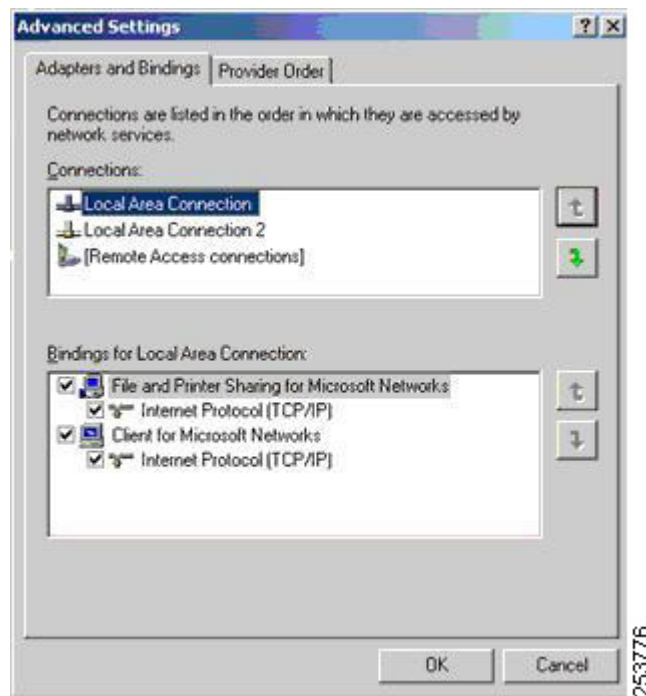 Advanced Settings
Adapters and Bindings
Provider Order
Connections are listed in the order in which they are accessed by
network services.
Connections:
Local Area Connection
Local Area Connection 2
[Remote Access connections]
Bindings for Local Area Connection:
File and Printer Sharing for Microsoft Networks
Internet Protocol (TCP/IP)
Client for Microsoft Networks
Internet Protocol (TCP/IP)
OK
Cancel
253776